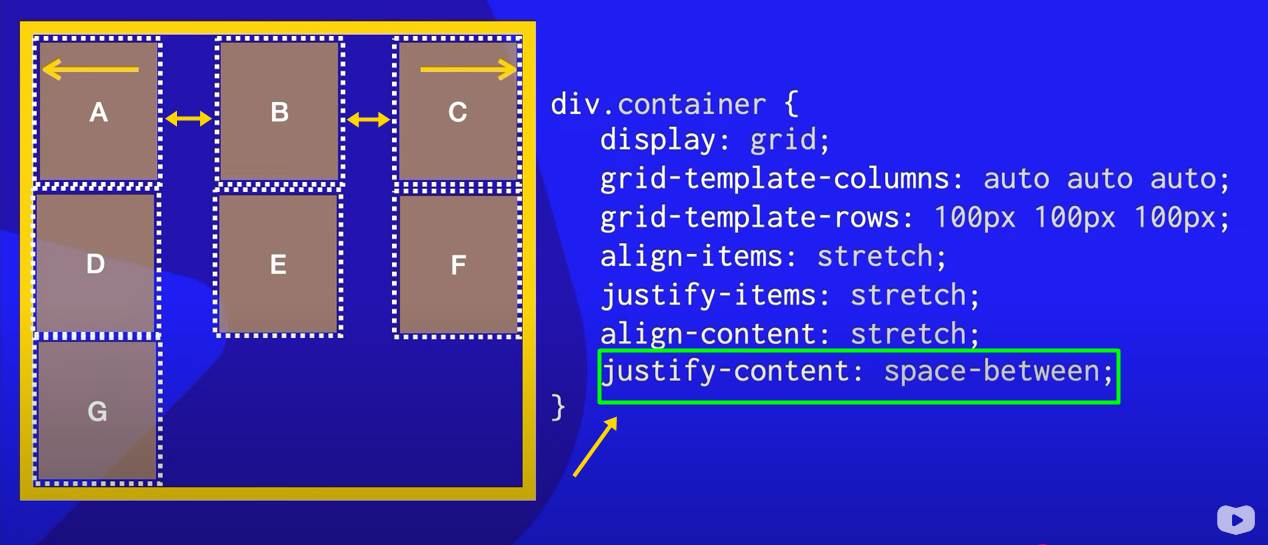 A B C
D E F
G
div.container {
display: grid;
grid-template-columns: auto auto auto;
grid-template-rows: 100px 100px 100px;
align-items: stretch;
justify-items: stretch;
align-content: stretch;
justify-content: space-between;
}